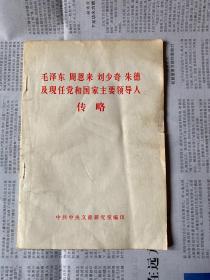 毛泽东 周恩来 刘少奇 朱德
及现任党和国家主要领导人
传略
中共中央文献研究室编印